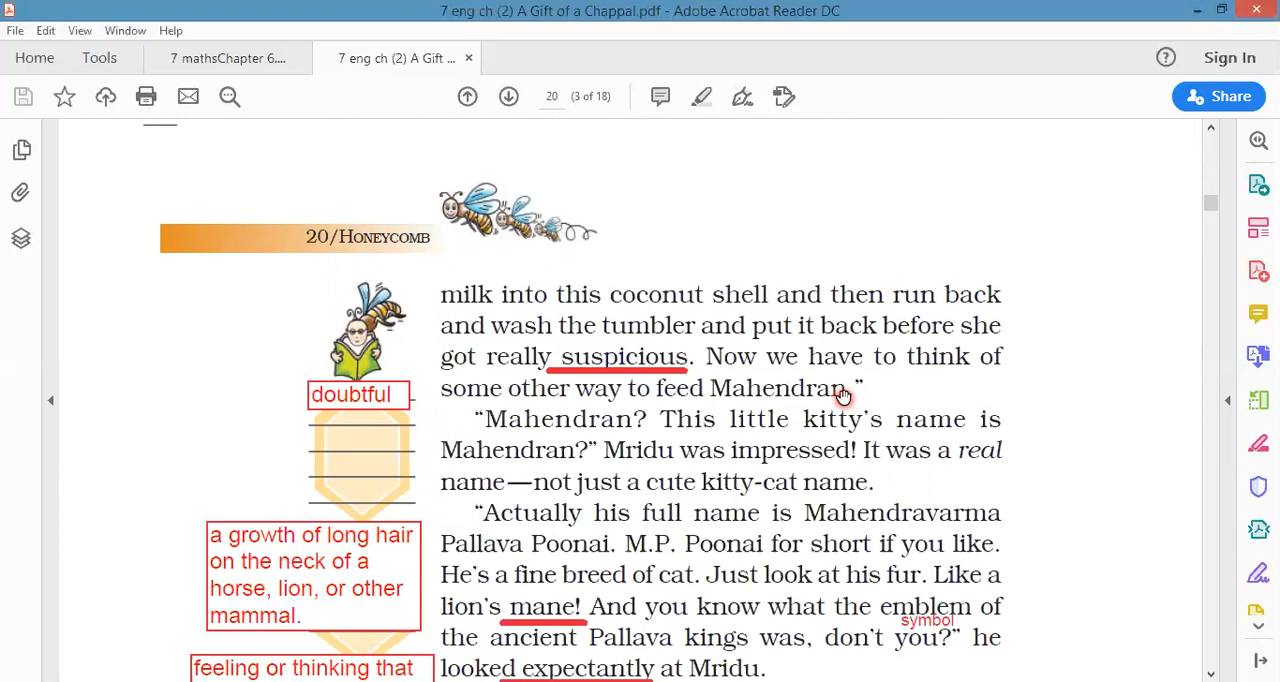 7 eng ch (2) A Gift of a Chappal.pdf - Adobe Acrobat Reader DC
File Edit View Window Help
Home Tools 7 mathsChapter 6.... 7 eng ch (2) A Gift ... ×
Sign In
20 (3 of 18)
Share
20/HONEYCOMB
milk into this coconut shell and then run back
and wash the tumbler and put it back before she
got really suspicious. Now we have to think of
some other way to feed Mahendran.”
doubtful
“Mahendran? This little kitty’s name is
Mahendran?” Mridu was impressed! It was a real
name—not just a cute kitty-cat name.
“Actually his full name is Mahendravarma
Pallava Poonai. M.P. Poonai for short if you like.
He’s a fine breed of cat. Just look at his fur. Like a
lion’s mane! And you know what the emblem of
symbol
the ancient Pallava kings was, don’t you?” he
looked expectantly at Mridu.
a growth of long hair
on the neck of a
horse, lion, or other
mammal.
feeling or thinking that